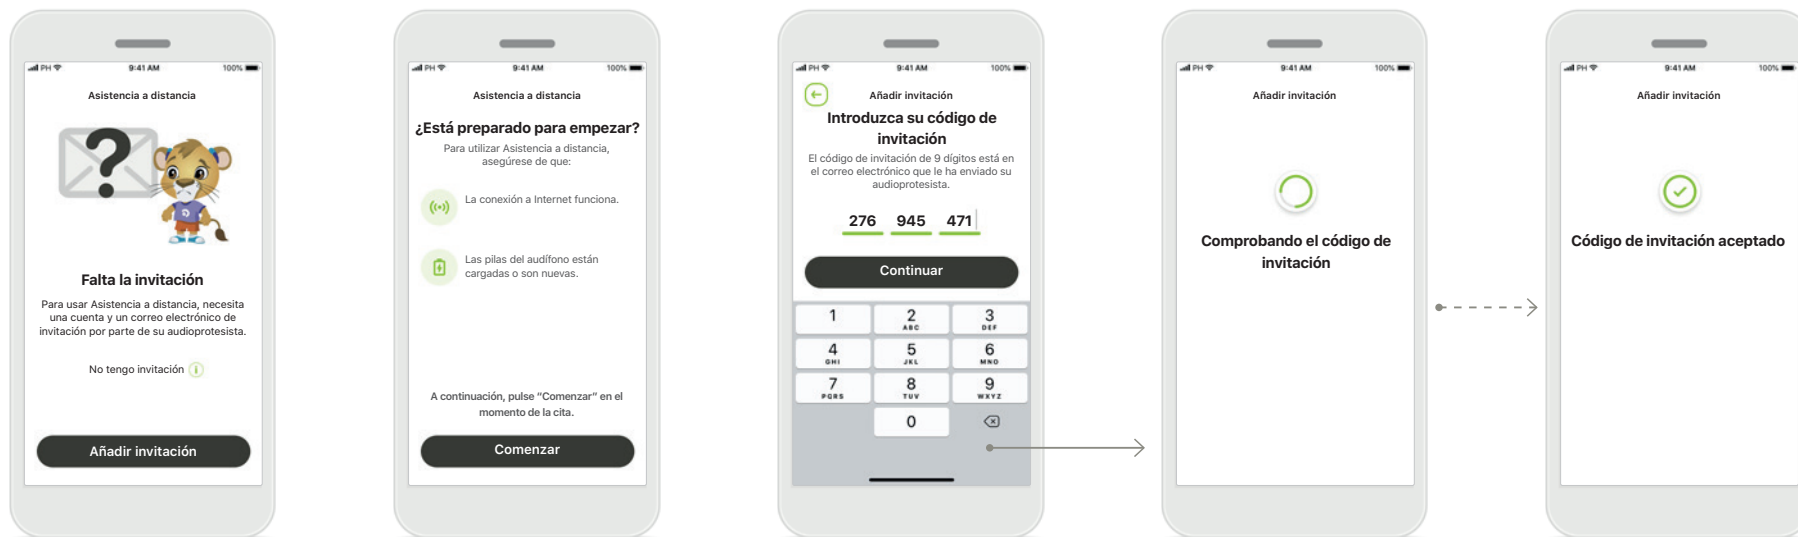 PH 9:41 AM 100%
Asistencia a distancia
?
Falta la invitación
Para usar Asistencia a distancia, necesita
una cuenta y un correo electrónico de
invitación por parte de su audioprotesista.
No tengo invitación i
Añadir invitación
PH 9:41 AM 100%
Asistencia a distancia
¿Está preparado para empezar?
Para utilizar Asistencia a distancia,
asegúrese de que:
La conexión a Internet funciona.
Las pilas del audífono están
cargadas o son nuevas.
A continuación, pulse “Comenzar” en el
momento de la cita.
Comenzar
PH 9:41 AM 100%
Añadir invitación
Introduzca su código de
invitación
El código de invitación de 9 dígitos está en
el correo electrónico que le ha enviado su
audioprotesista.
276 945 471
Continuar
1 2 3
ABC DEF
4 5 6
GHI JKL MNO
7 8 9
PQRS TUV WXYZ
0
PH 9:41 AM 100%
Añadir invitación
Comprobando el código de
invitación
PH 9:41 AM 100%
Añadir invitación
Código de invitación aceptado